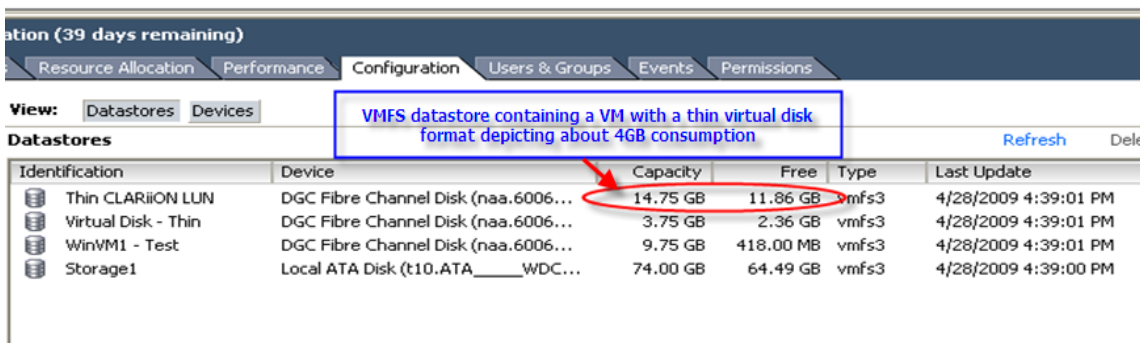 ation (39 days remaining)
Resource Allocation Performance Configuration Users & Groups Events Permissions
View: Datastores Devices
VMFS datastore containing a VM with a thin virtual disk
format depicting about 4GB consumption
Datastores Refresh Dele
Identification Device Capacity Free Type Last Update
Thin CLARiiON LUN DGC Fibre Channel Disk (naa.6006... 14.75 GB 11.86 GB vmfs3 4/28/2009 4:39:01 PM
Virtual Disk - Thin DGC Fibre Channel Disk (naa.6006... 3.75 GB 2.36 GB vmfs3 4/28/2009 4:39:01 PM
WinVM1 - Test DGC Fibre Channel Disk (naa.6006... 9.75 GB 418.00 MB vmfs3 4/28/2009 4:39:01 PM
Storage1 Local ATA Disk (t10.ATA_____WDC... 74.00 GB 64.49 GB vmfs3 4/28/2009 4:39:00 PM